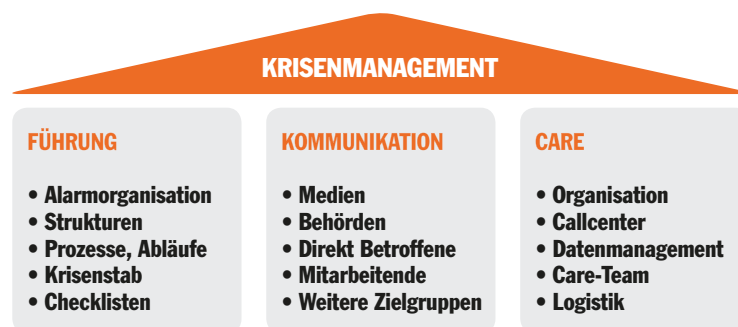 KRISENMANAGEMENT
FÜHRUNG
• Alarmorganisation
• Strukturen
• Prozesse, Abläufe
• Krisenstab
• Checklisten
KOMMUNIKATION
• Medien
• Behörden
• Direkt Betroffene
• Mitarbeitende
• Weitere Zielgruppen
CARE
• Organisation
• Callcenter
• Datenmanagement
• Care-Team
• Logistik